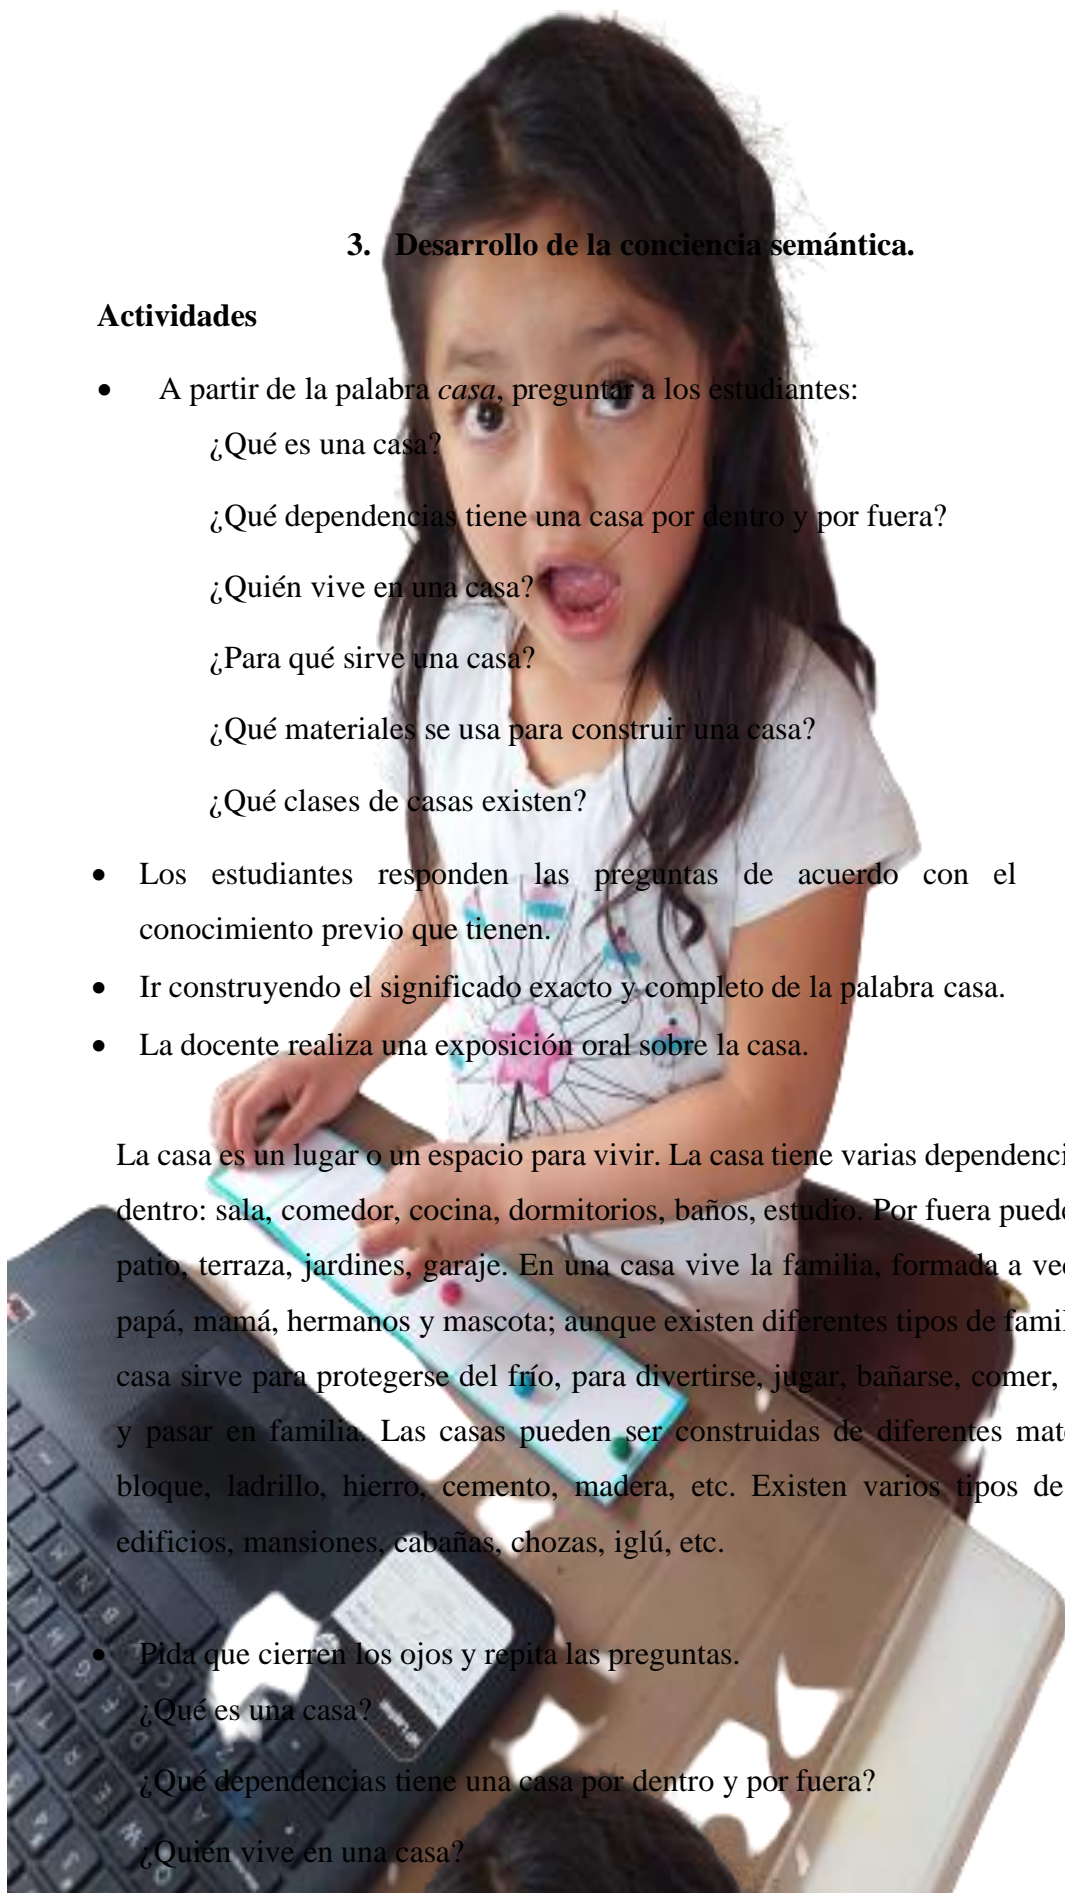 3. Desarrollo de la conciencia semántica.
Actividades
• A partir de la palabra casa, preguntar a los estudiantes:
¿Qué es una casa?
¿Qué dependencias tiene una casa por dentro y por fuera?
¿Quién vive en una casa?
¿Para qué sirve una casa?
¿Qué materiales se usa para construir una casa?
¿Qué clases de casas existen?
• Los estudiantes responden las preguntas de acuerdo con el
conocimiento previo que tienen.
• Ir construyendo el significado exacto y completo de la palabra casa.
• La docente realiza una exposición oral sobre la casa.
La casa es un lugar o un espacio para vivir. La casa tiene varias dependenci
dentro: sala, comedor, cocina, dormitorios, baños, estudio. Por fuera pued
patio, terraza, jardines, garaje. En una casa vive la familia, formada a ve
papá, mamá, hermanos y mascota; aunque existen diferentes tipos de famil
casa sirve para protegerse del frío, para divertirse, jugar, bañarse, comer,
y pasar en familia. Las casas pueden ser construidas de diferentes mat
bloque, ladrillo, hierro, cemento, madera, etc. Existen varios tipos de
edificios, mansiones, cabañas, chozas, iglú, etc.
• Pida que cierren los ojos y repita las preguntas.
¿Qué es una casa?
¿Qué dependencias tiene una casa por dentro y por fuera?
¿Quién vive en una casa?